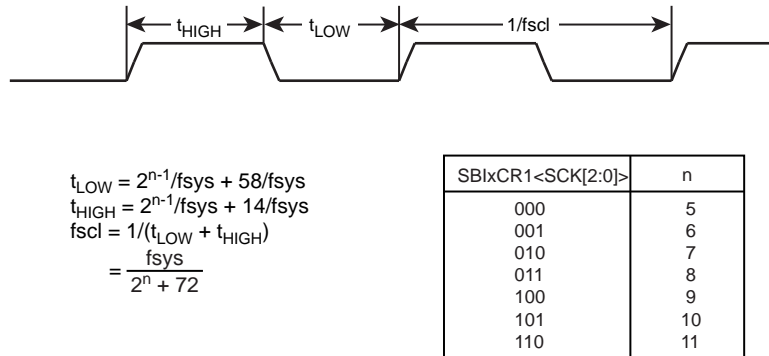 tHIGH tLOW 1/fscl
tLOW = 2n-1/fsys + 58/fsys
tHIGH = 2n-1/fsys + 14/fsys
fscl = 1/(tLOW + tHIGH)
= fsys
2n + 72
SBIxCR1<SCK[2:0]> n
000 5
001 6
010 7
011 8
100 9
101 10
110 11